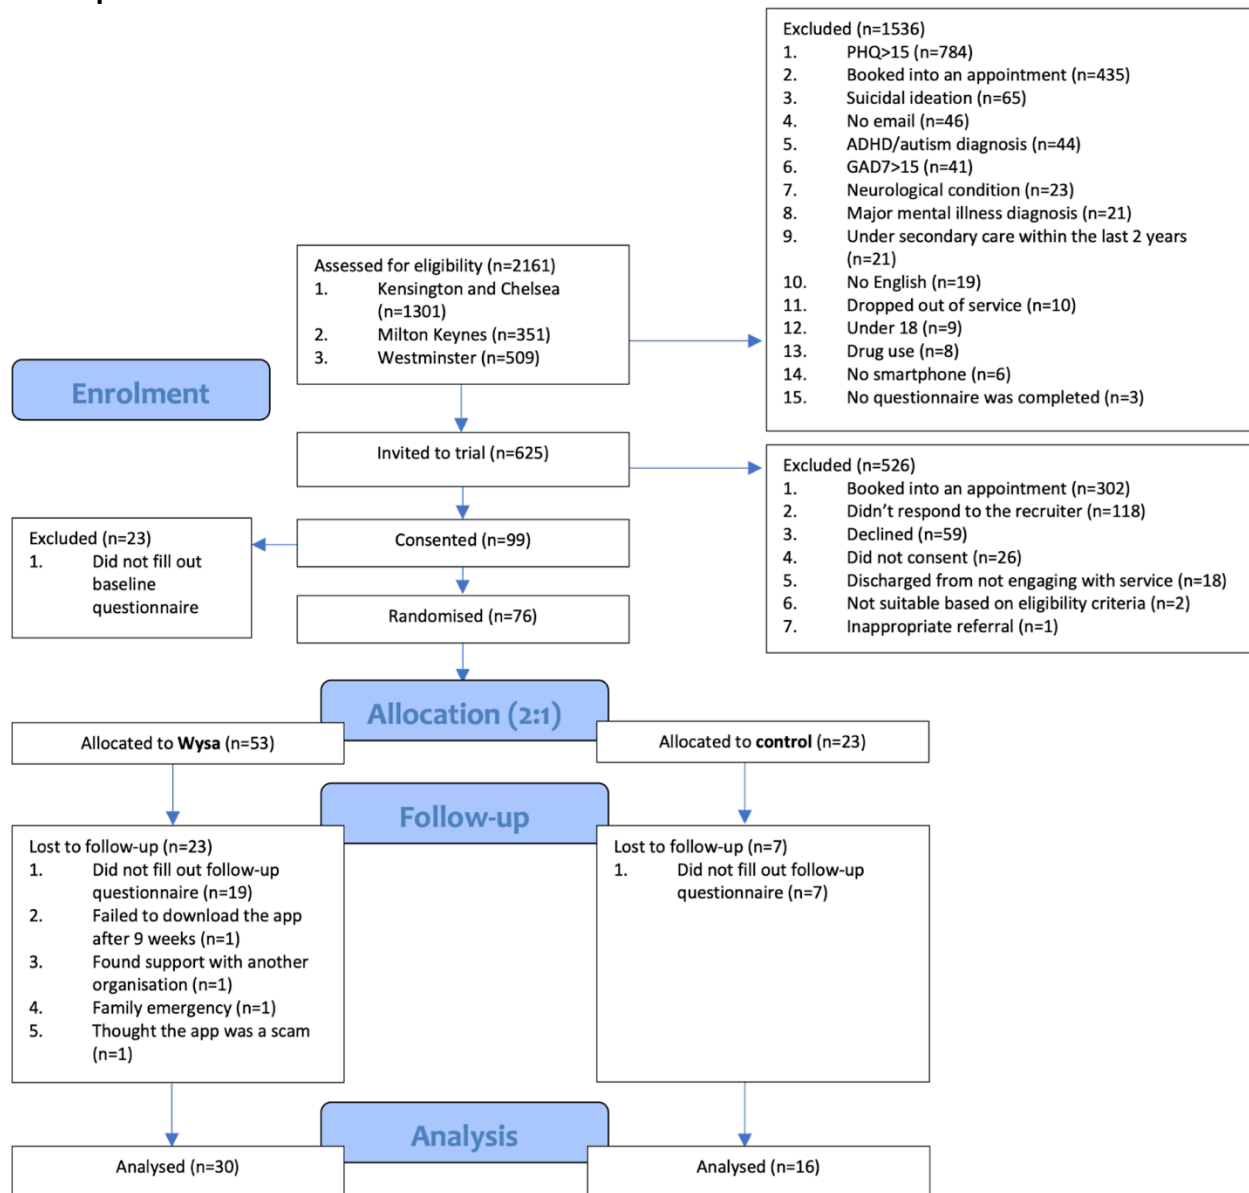 Excluded (n=1536)
1. PHQ>15 (n=784)
2. Booked into an appointment (n=435)
3. Suicidal ideation (n=65)
4. No email (n=46)
5. ADHD/autism diagnosis (n=44)
6. GAD7>15 (n=41)
7. Neurological condition (n=23)
8. Major mental illness diagnosis (n=21)
9. Under secondary care within the last 2 years
(n=21)
10. No English (n=19)
11. Dropped out of service (n=10)
12. Under 18 (n=9)
13. Drug use (n=8)
14. No smartphone (n=6)
15. No questionnaire was completed (n=3)
Assessed for eligibility (n=2161)
1. Kensington and Chelsea
(n=1301)
2. Milton Keynes (n=351)
3. Westminster (n=509)
Enrolment
Invited to trial (n=625)
Excluded (n=526)
1. Booked into an appointment (n=302)
2. Didn’t respond to the recruiter (n=118)
3. Declined (n=59)
4. Did not consent (n=26)
5. Discharged from not engaging with service (n=18)
6. Not suitable based on eligibility criteria (n=2)
7. Inappropriate referral (n=1)
Consented (n=99)
Excluded (n=23)
1. Did not fill out
baseline
questionnaire
Randomised (n=76)
Allocation (2:1)
Allocated to Wysa (n=53)
Allocated to control (n=23)
Follow-up
Lost to follow-up (n=23)
1. Did not fill out follow-up
questionnaire (n=19)
2. Failed to download the app
after 9 weeks (n=1)
3. Found support with another
organisation (n=1)
4. Family emergency (n=1)
5. Thought the app was a scam
(n=1)
Lost to follow-up (n=7)
1. Did not fill out follow-up
questionnaire (n=7)
Analysis
Analysed (n=30)
Analysed (n=16)